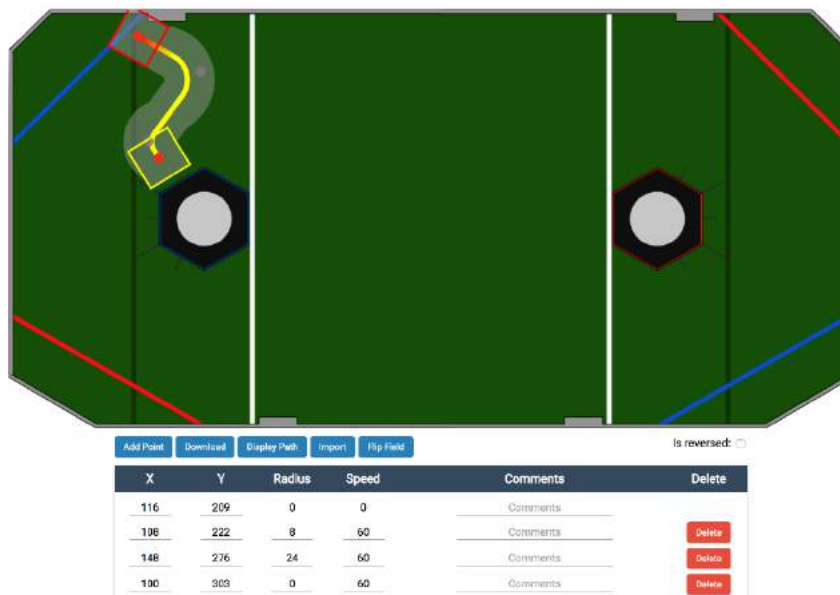 Is reversed:
Add Point Download Display Path Import Flip Field
X Y Radius Speed Comments Delete
116 209 0 0 Comments
108 222 8 60 Comments Delete
148 276 24 60 Comments Delete
100 303 0 60 Comments Delete